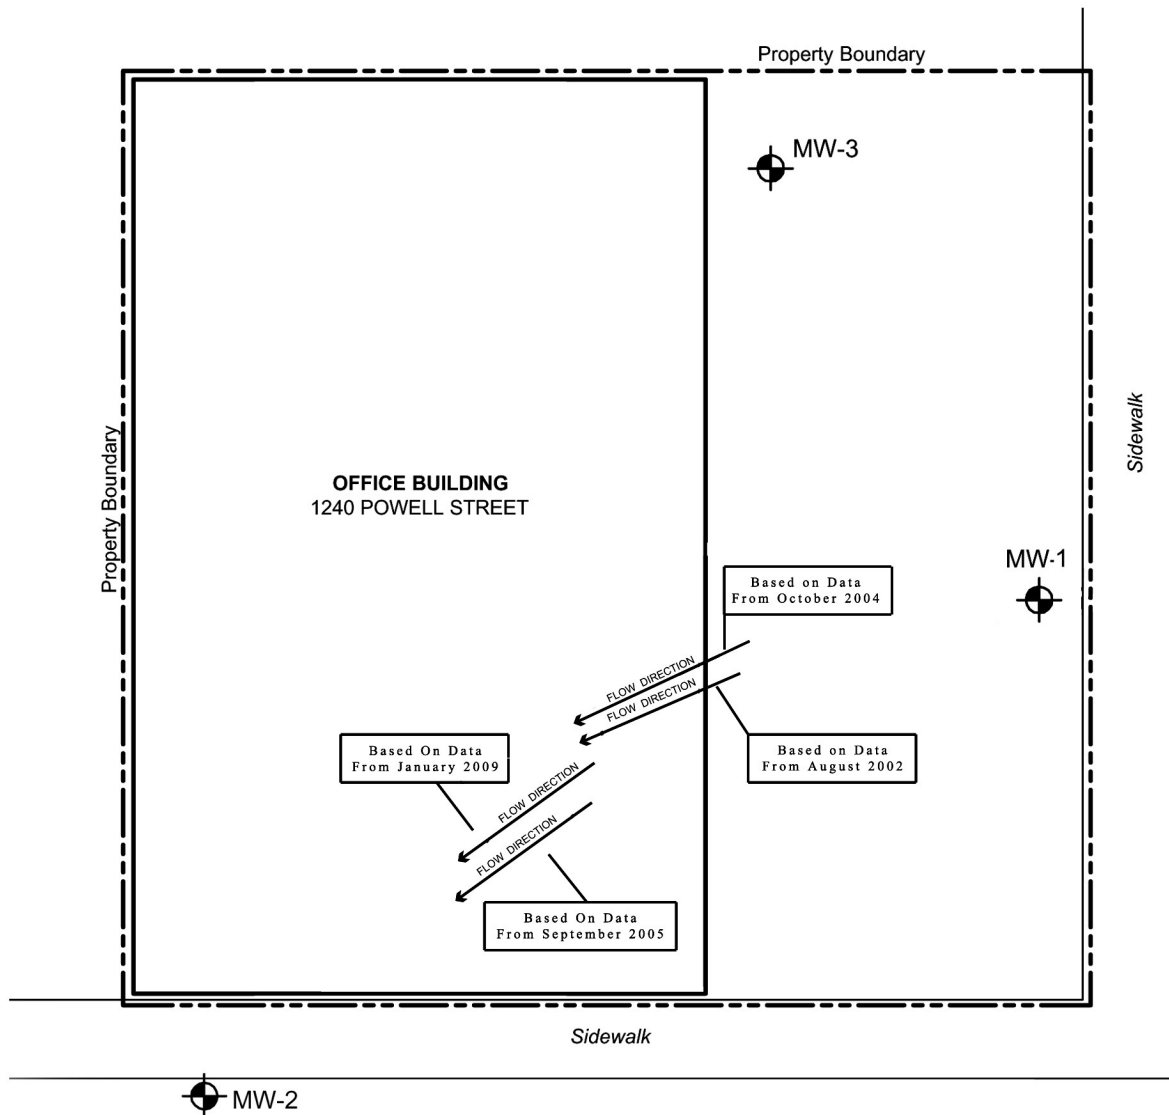 Property Boundary
MW-3
Property Boundary
Sidewalk
OFFICE BUILDING
1240 POWELL STREET
MW-1
Based on Data
From October 2004
FLOW DIRECTION
FLOW DIRECTION
Based On Data
From January 2009
Based on Data
From August 2002
FLOW DIRECTION
FLOW DIRECTION
Based On Data
From September 2005
Sidewalk
MW-2